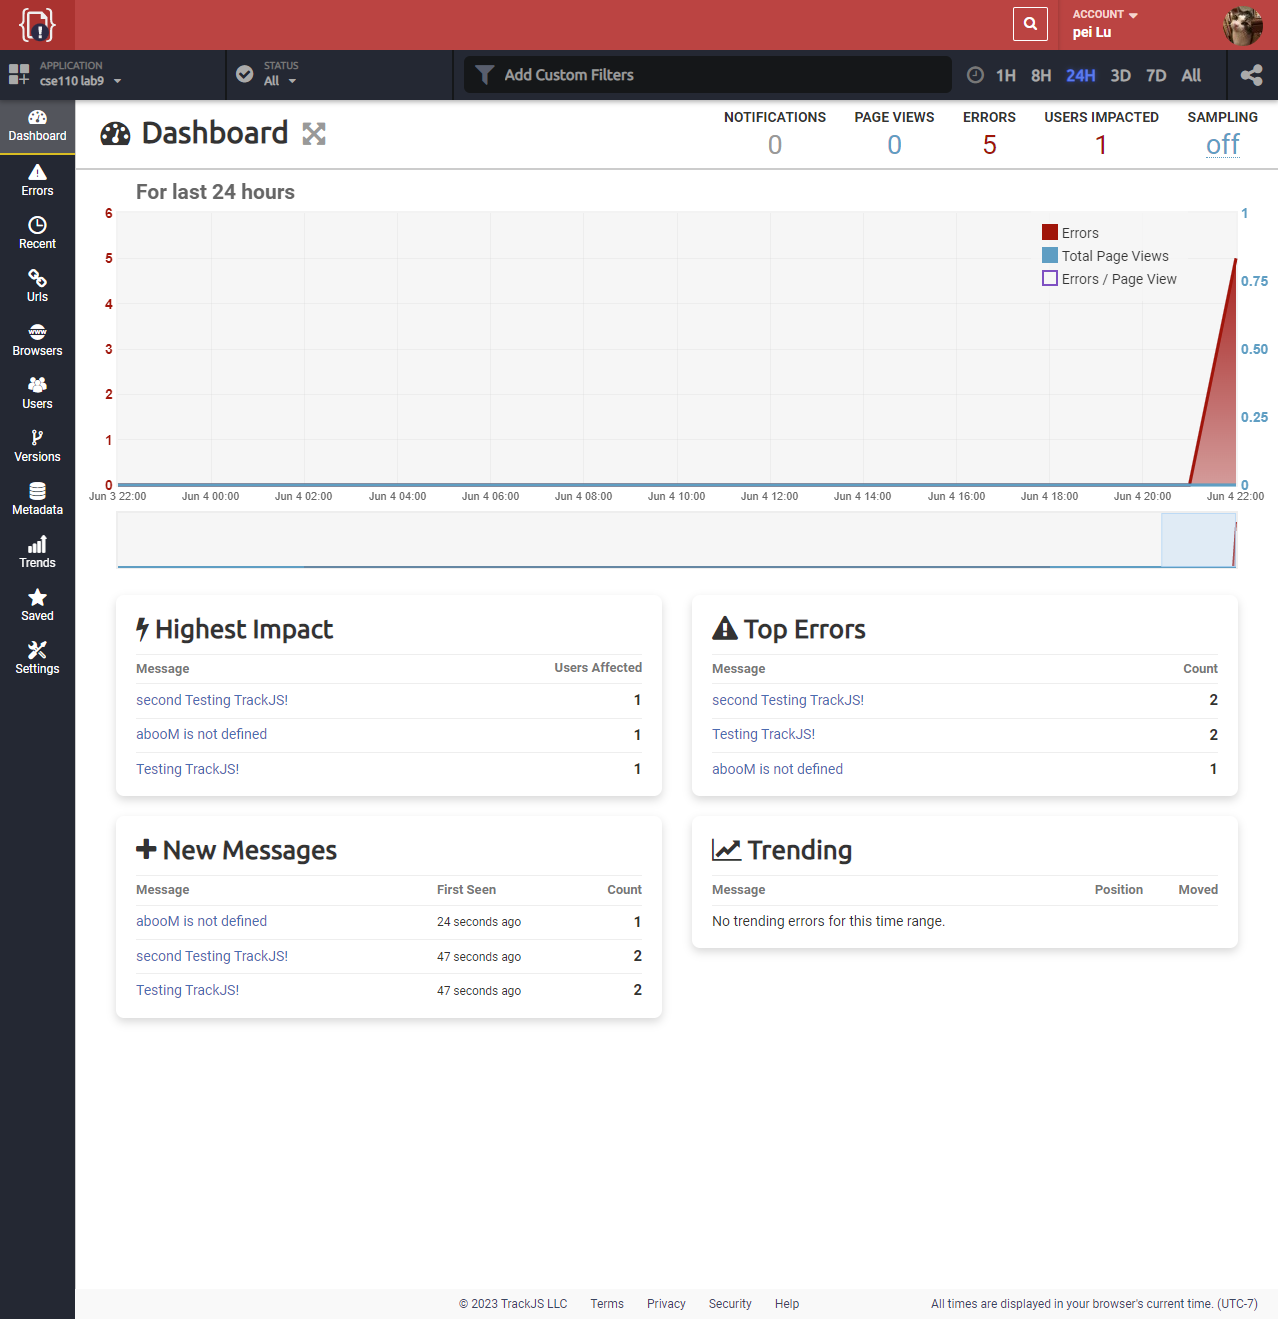 ACCOUNT
pei Lu
APPLICATION
cse110 lab9
STATUS
All
Add Custom Filters
1H 8H 24H 3D 7D All
Dashboard
Errors
Recent
Urls
www
Browsers
Users
Versions
Metadata
Trends
Saved
Settings
Dashboard
NOTIFICATIONS PAGE VIEWS ERRORS USERS IMPACTED SAMPLING
0 0 5 1 off
For last 24 hours
6
5
4
3
2
1
0
1
0.75
0.50
0.25
0
Errors
Total Page Views
Errors / Page View
Jun 3 22:00 Jun 4 00:00 Jun 4 02:00 Jun 4 04:00 Jun 4 06:00 Jun 4 08:00 Jun 4 10:00 Jun 4 12:00 Jun 4 14:00 Jun 4 16:00 Jun 4 18:00 Jun 4 20:00 Jun 4 22:00
Highest Impact
Message Users Affected
second Testing TrackJS! 1
abooM is not defined 1
Testing TrackJS! 1
Top Errors
Message Count
second Testing TrackJS! 2
Testing TrackJS! 2
abooM is not defined 1
New Messages
Message First Seen Count
abooM is not defined 24 seconds ago 1
second Testing TrackJS! 47 seconds ago 2
Testing TrackJS! 47 seconds ago 2
Trending
Message Position Moved
No trending errors for this time range.
© 2023 TrackJS LLC Terms Privacy Security Help All times are displayed in your browser's current time. (UTC-7)